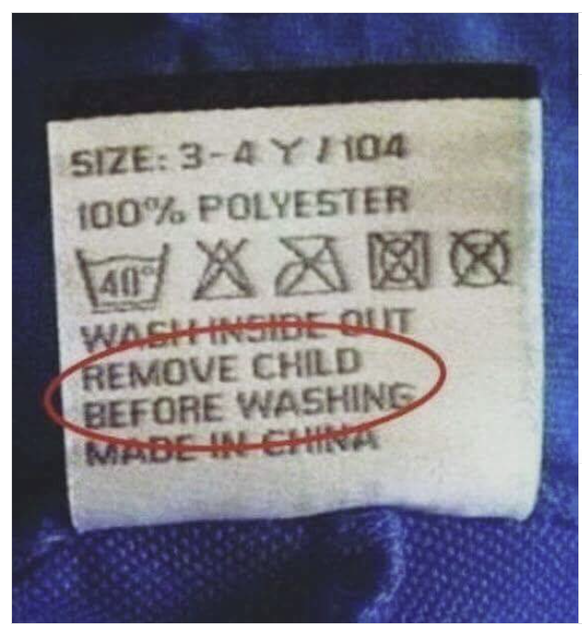 SIZE: 3-4 Y / 104
100% POLYESTER
40°
WASH INSIDE OUT
REMOVE CHILD
BEFORE WASHING
MADE IN CHINA